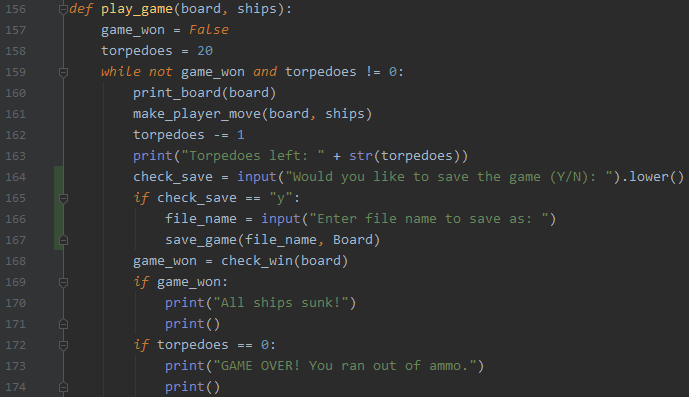 156 def play_game(board, ships):
157     game_won = False
158     torpedoes = 20
159     while not game_won and torpedoes != 0:
160         print_board(board)
161         make_player_move(board, ships)
162         torpedoes -= 1
163         print("Torpedoes left: " + str(torpedoes))
164         check_save = input("Would you like to save the game (Y/N): ").lower()
165         if check_save == "y":
166             file_name = input("Enter file name to save as: ")
167             save_game(file_name, Board)
168         game_won = check_win(board)
169         if game_won:
170             print("All ships sunk!")
171             print()
172         if torpedoes == 0:
173             print("GAME OVER! You ran out of ammo.")
174             print()